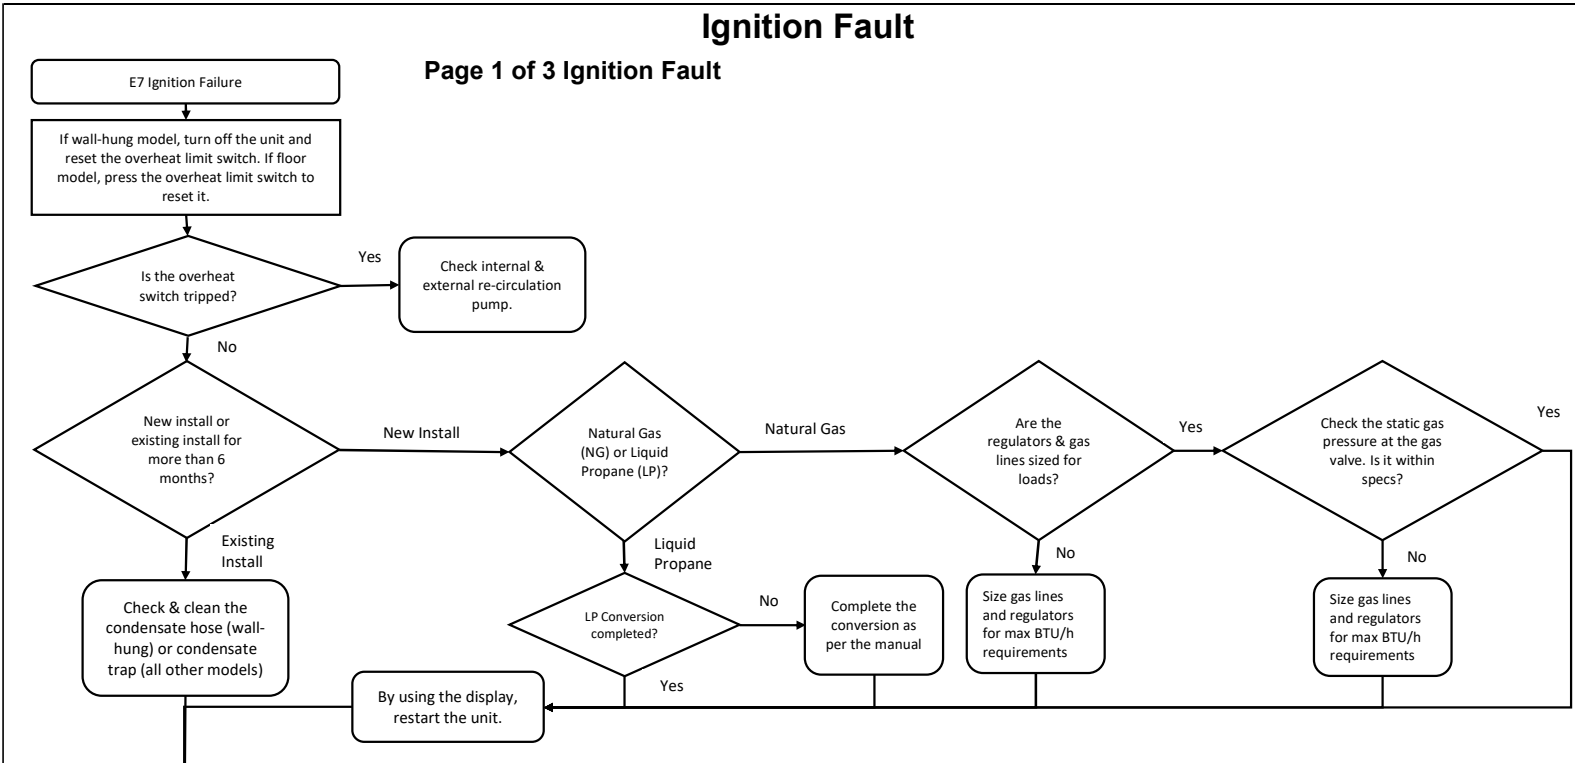 Ignition Fault
Page 1 of 3 Ignition Fault
E7 Ignition Failure
If wall-hung model, turn off the unit and
reset the overheat limit switch. If floor
model, press the overheat limit switch to
reset it.
Is the overheat
switch tripped?
Yes
Check internal &
external re-circulation
pump.
No
New install or
existing install for
more than 6
months?
New Install
Natural Gas
(NG) or Liquid
Propane (LP)?
Natural Gas
Are the
regulators & gas
lines sized for
loads?
Yes
Check the static gas
pressure at the gas
valve. Is it within
specs?
Yes
Existing
Install
Liquid
Propane
No
No
Check & clean the
condensate hose (wall-
hung) or condensate
trap (all other models)
LP Conversion
completed?
No
Complete the
conversion as
per the manual
Size gas lines
and regulators
for max BTU/h
requirements
Size gas lines
and regulators
for max BTU/h
requirements
Yes
By using the display,
restart the unit.